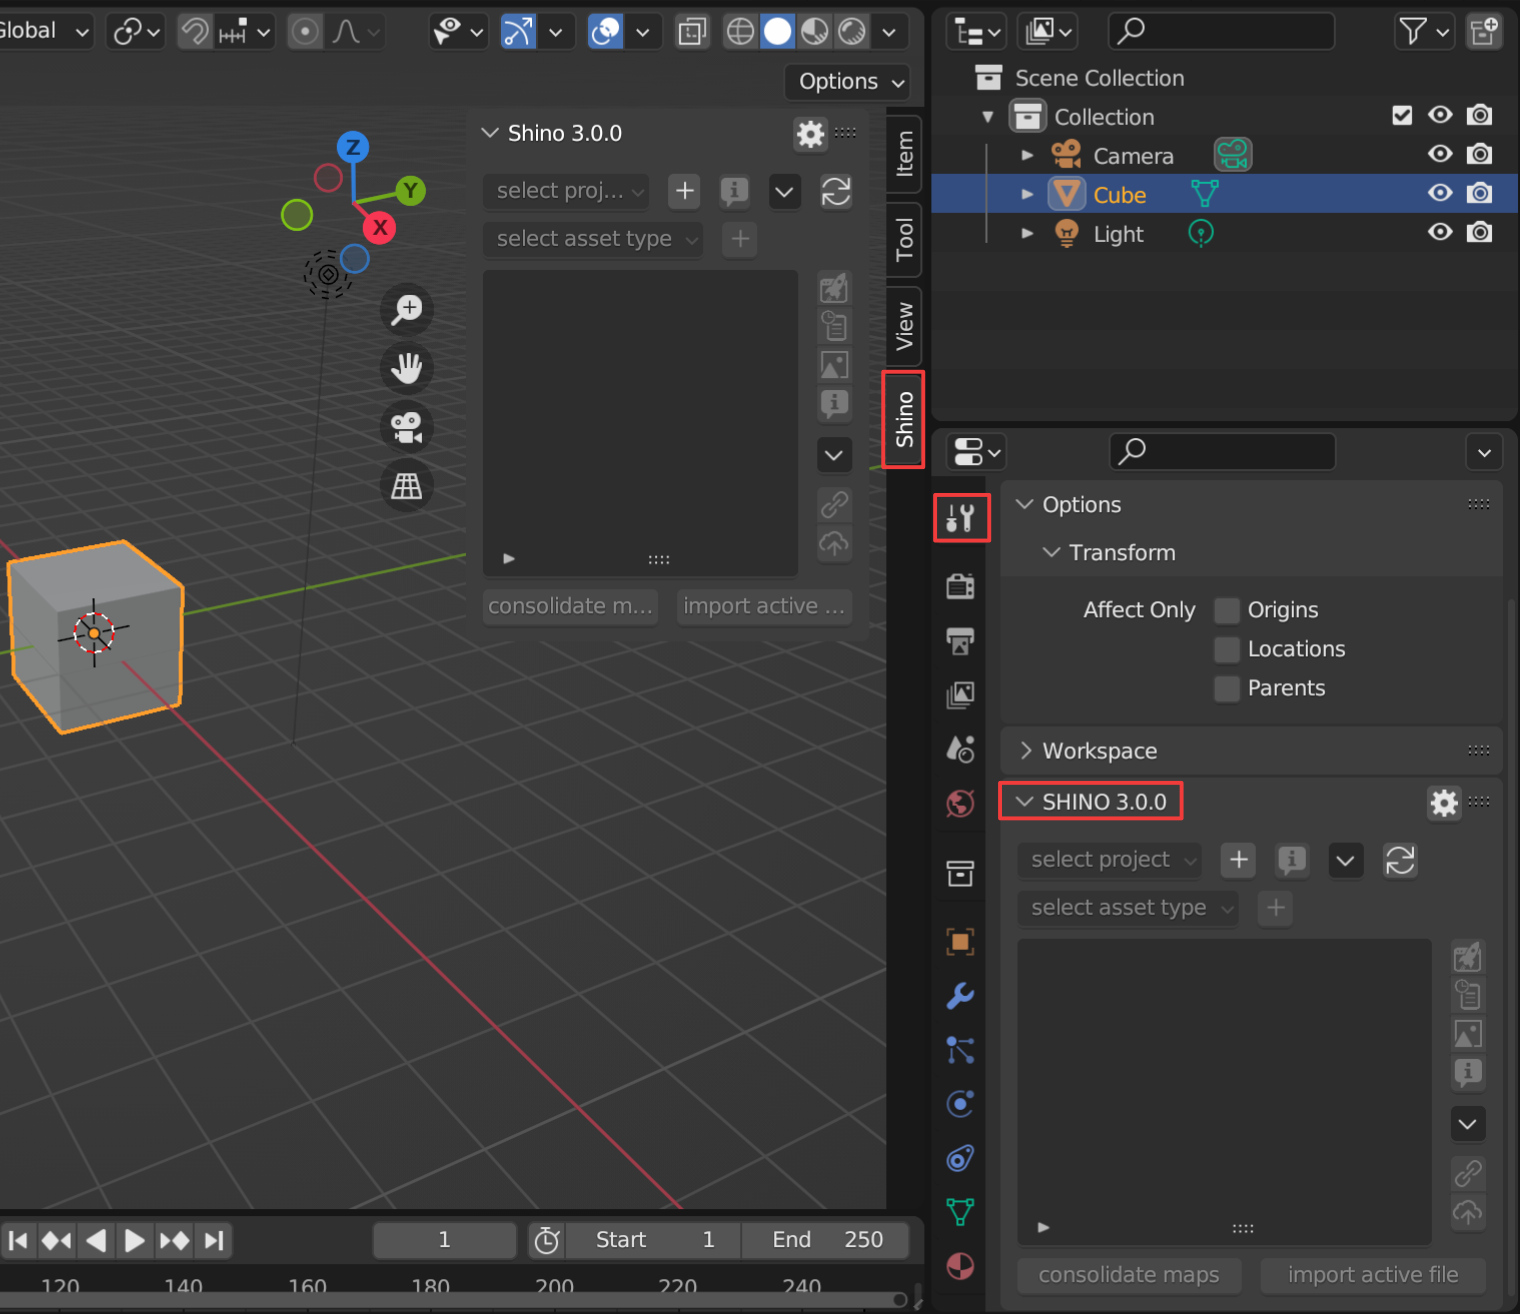 Global
Options
Shino 3.0.0
select proj...
select asset type
consolidate m...
import active ...
Item
Tool
View
Shino
Z
Y
X
1
Start 1
End 250
120 140 160 180 200 220 240
Scene Collection
Collection
Camera
Cube
Light
Options
Transform
Affect Only
Origins
Locations
Parents
Workspace
SHINO 3.0.0
select project
select asset type
consolidate maps
import active file